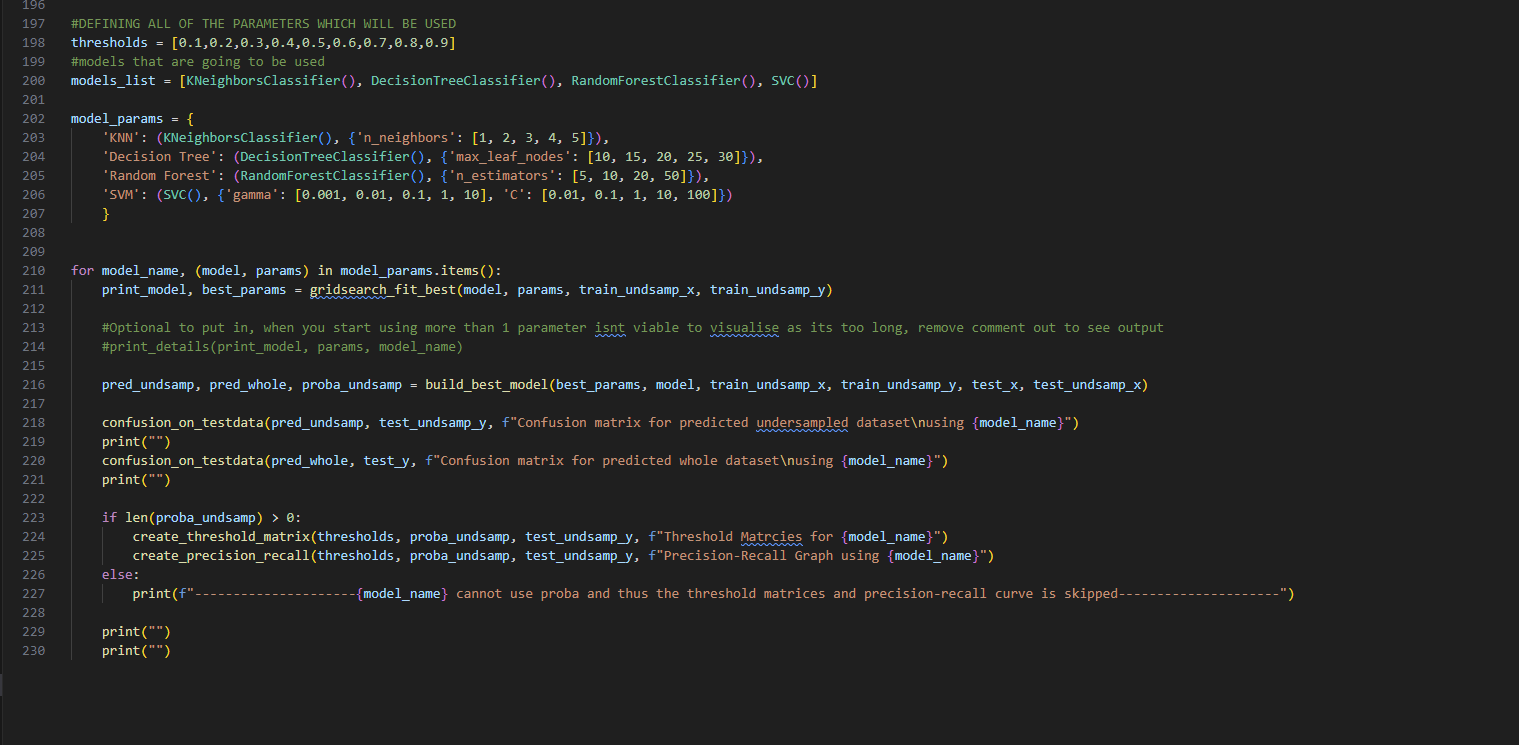 196
197 #DEFINING ALL OF THE PARAMETERS WHICH WILL BE USED
198 thresholds = [0.1,0.2,0.3,0.4,0.5,0.6,0.7,0.8,0.9]
199 #models that are going to be used
200 models_list = [KNeighborsClassifier(), DecisionTreeClassifier(), RandomForestClassifier(), SVC()]
201
202 model_params = {
203     'KNN': (KNeighborsClassifier(), {'n_neighbors': [1, 2, 3, 4, 5]}),
204     'Decision Tree': (DecisionTreeClassifier(), {'max_leaf_nodes': [10, 15, 20, 25, 30]}),
205     'Random Forest': (RandomForestClassifier(), {'n_estimators': [5, 10, 20, 50]}),
206     'SVM': (SVC(), {'gamma': [0.001, 0.01, 0.1, 1, 10], 'C': [0.01, 0.1, 1, 10, 100]})
207     }
208
209
210 for model_name, (model, params) in model_params.items():
211     print_model, best_params = gridsearch_fit_best(model, params, train_undsamp_x, train_undsamp_y)
212
213     #Optional to put in, when you start using more than 1 parameter isnt viable to visualise as its too long, remove comment out to see output
214     #print_details(print_model, params, model_name)
215
216     pred_undsamp, pred_whole, proba_undsamp = build_best_model(best_params, model, train_undsamp_x, train_undsamp_y, test_x, test_undsamp_x)
217
218     confusion_on_testdata(pred_undsamp, test_undsamp_y, f"Confusion matrix for predicted undersampled dataset\nusing {model_name}")
219     print("")
220     confusion_on_testdata(pred_whole, test_y, f"Confusion matrix for predicted whole dataset\nusing {model_name}")
221     print("")
222
223     if len(proba_undsamp) > 0:
224         create_threshold_matrix(thresholds, proba_undsamp, test_undsamp_y, f"Threshold Matrcies for {model_name}")
225         create_precision_recall(thresholds, proba_undsamp, test_undsamp_y, f"Precision-Recall Graph using {model_name}")
226     else:
227         print(f"---------------------{model_name} cannot use proba and thus the threshold matrices and precision-recall curve is skipped---------------------")
228
229     print("")
230     print("")